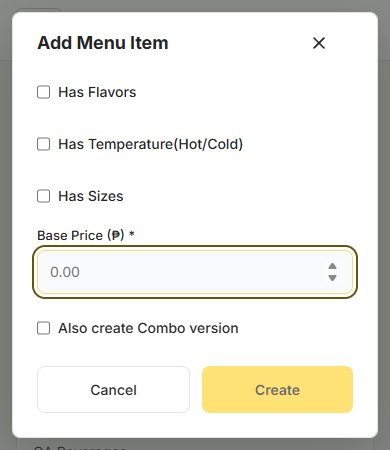 Add Menu Item
Has Flavors
Has Temperature(Hot/Cold)
Has Sizes
Base Price (₱) *
0.00
Also create Combo version
Cancel
Create